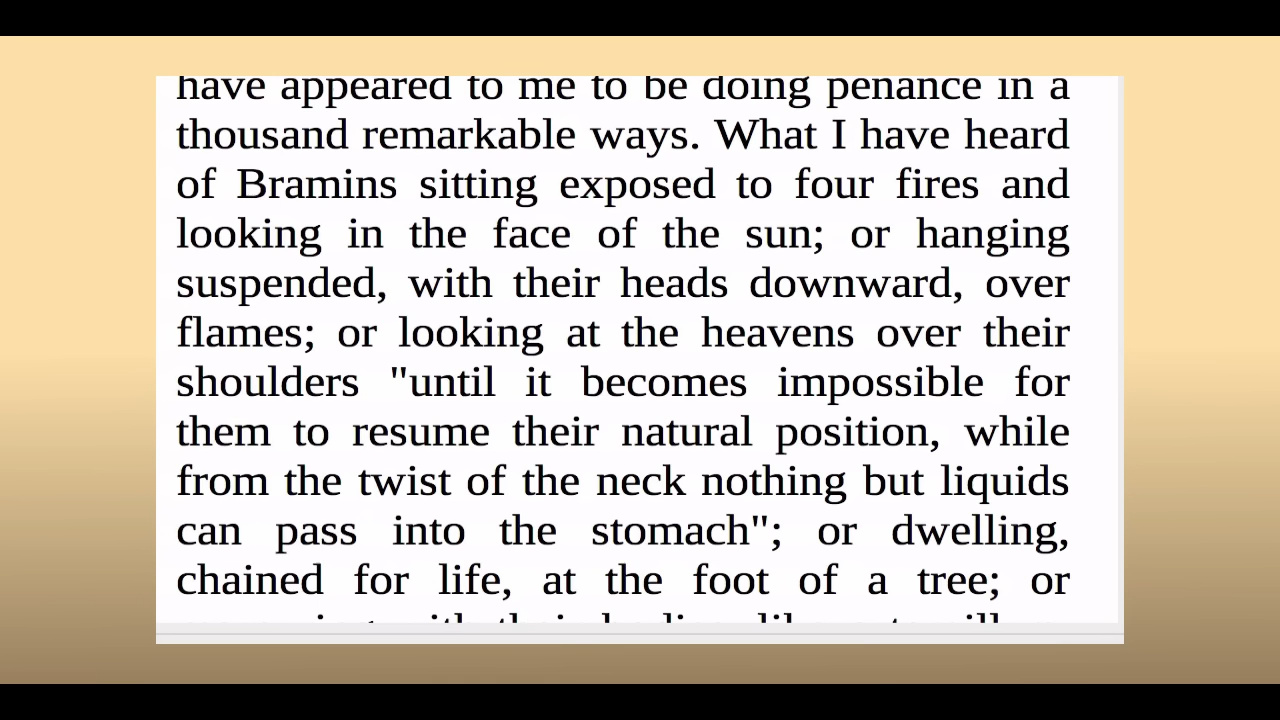 have appeared to me to be doing penance in a
thousand remarkable ways. What I have heard
of Bramins sitting exposed to four fires and
looking in the face of the sun; or hanging
suspended, with their heads downward, over
flames; or looking at the heavens over their
shoulders "until it becomes impossible for
them to resume their natural position, while
from the twist of the neck nothing but liquids
can pass into the stomach"; or dwelling,
chained for life, at the foot of a tree; or